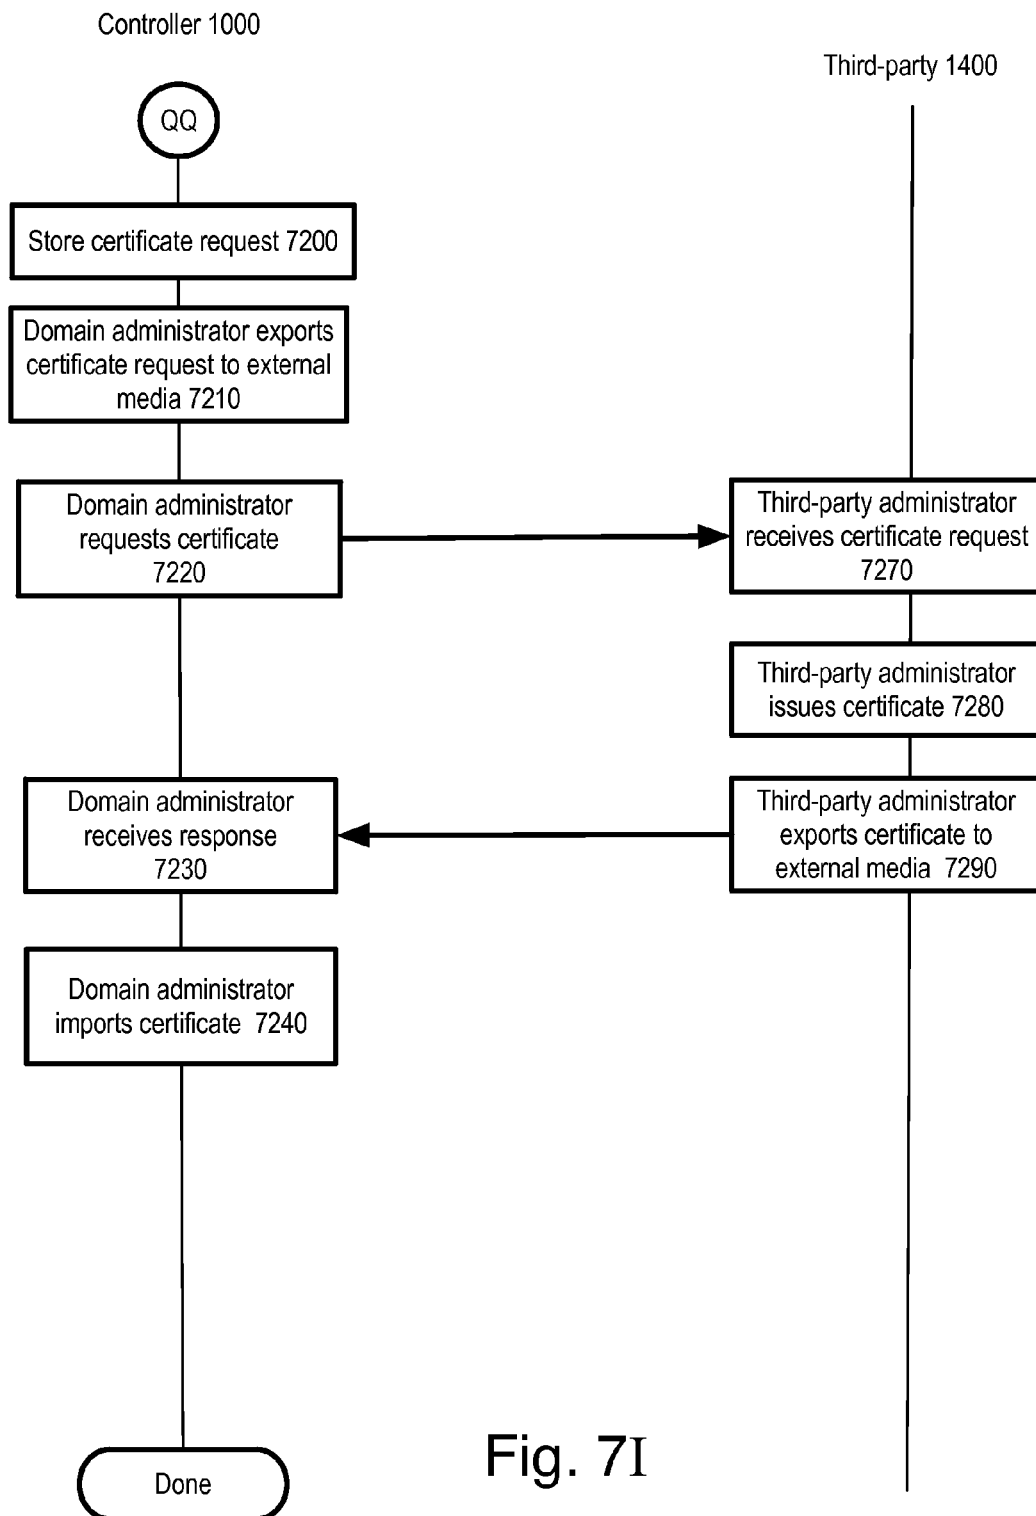 Controller 1000
Third-party 1400
QQ
Store certificate request 7200
Domain administrator exports
certificate request to external
media 7210
Domain administrator
requests certificate
7220
Third-party administrator
receives certificate request
7270
Third-party administrator
issues certificate 7280
Domain administrator
receives response
7230
Third-party administrator
exports certificate to
external media 7290
Domain administrator
imports certificate 7240
Done
Fig. 7I